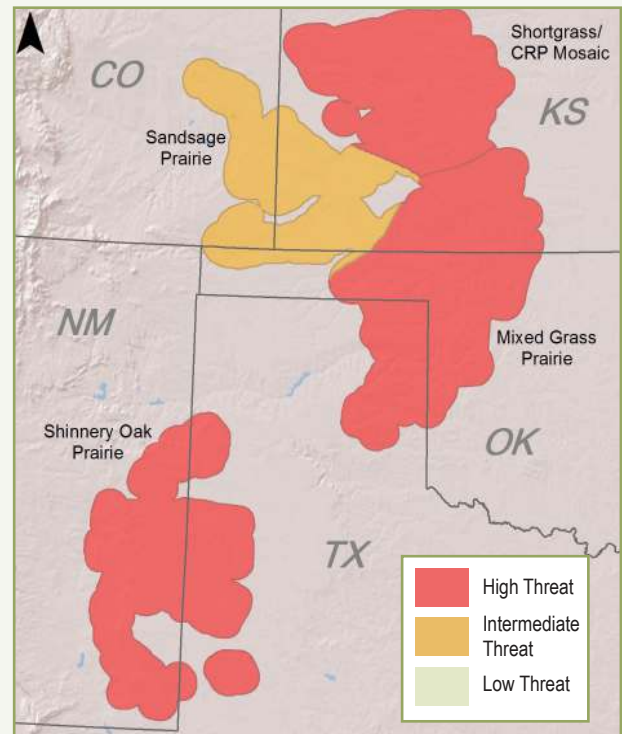 Shortgrass/
CRP Mosaic
CO
KS
Sandsage
Prairie
NM
Mixed Grass
Prairie
Shinnery Oak
Prairie
OK
TX
High Threat
Intermediate
Threat
Low Threat